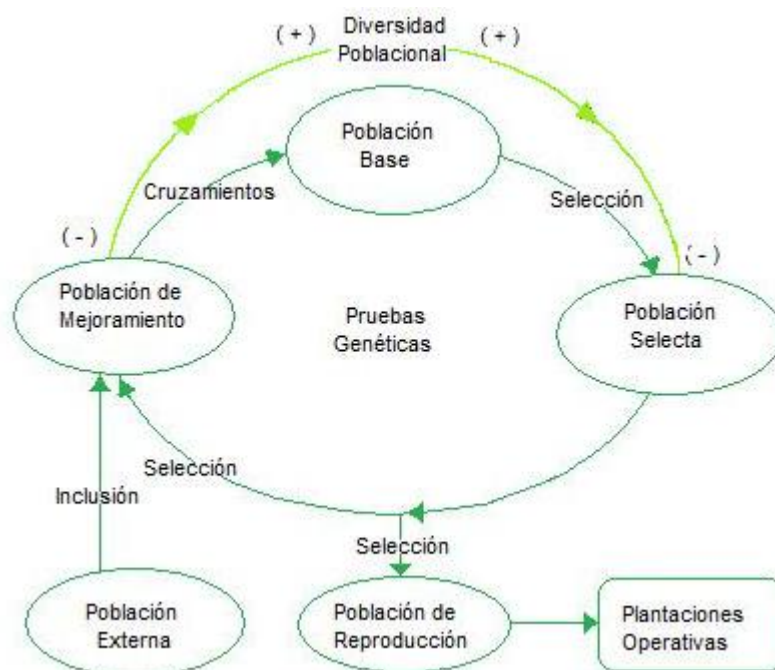 ( + )
Diversidad
Poblacional
( + )
Población
Base
Cruzamientos
Selección
( - )
( - )
Población de
Mejoramiento
Pruebas
Genéticas
Población
Selecta
Selección
Inclusión
Selección
Población
Externa
Población de
Reproducción
Plantaciones
Operativas